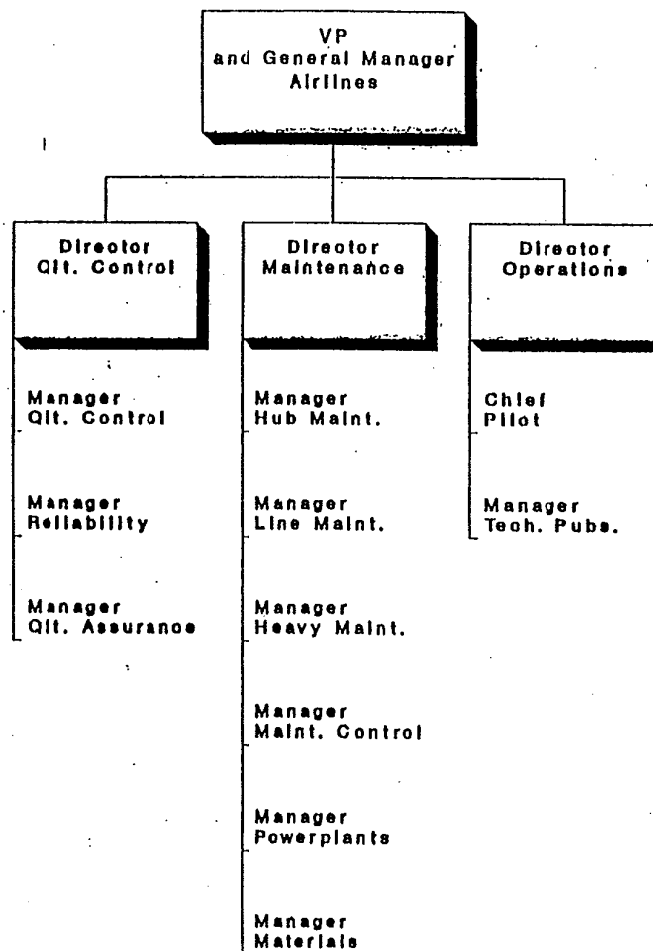 VP
and General Manager
Airlines
Director
Qlt. Control
Director
Maintenance
Director
Operations
Manager
Qlt. Control
Manager
Reliability
Manager
Qlt. Assurance
Manager
Hub Maint.
Manager
Line Maint.
Manager
Heavy Maint.
Manager
Maint. Control
Manager
Powerplants
Manager
Materials
Chief
Pilot
Manager
Tech. Pubs.